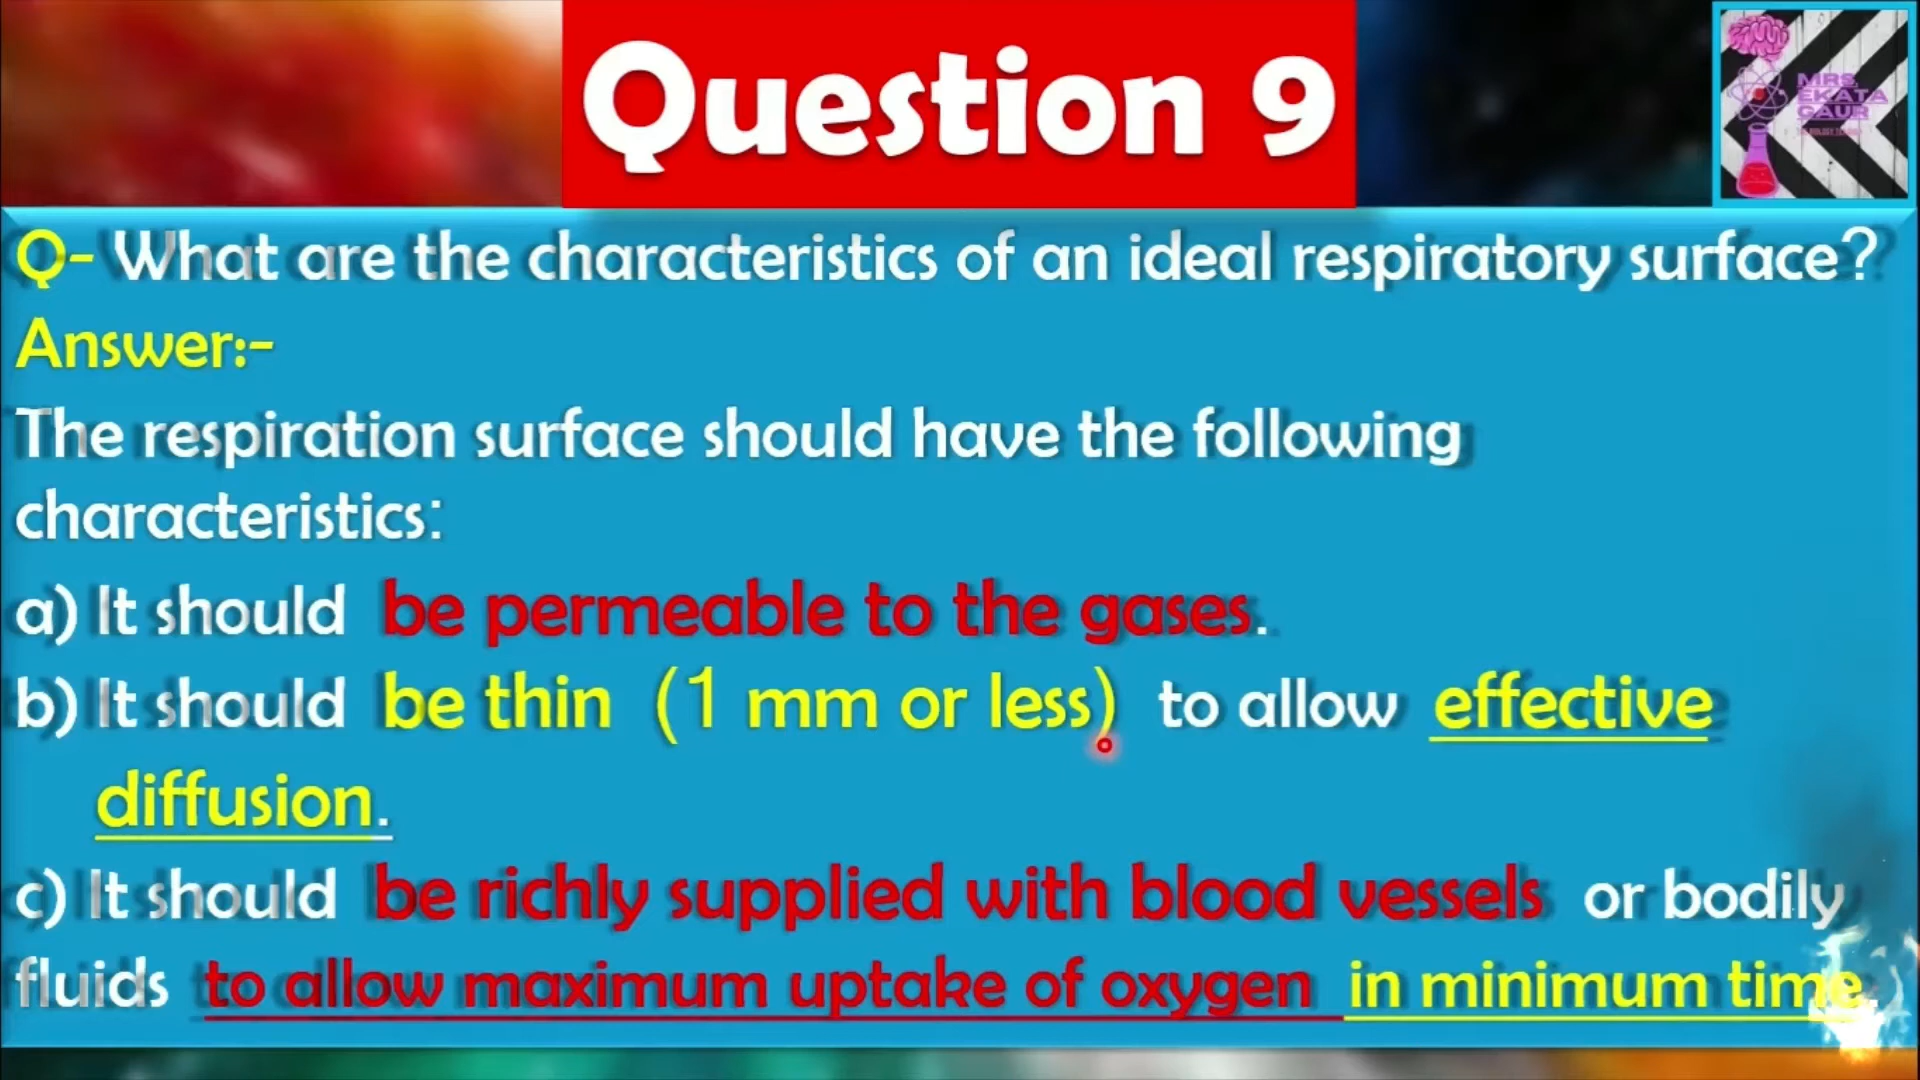 Question 9
MRS.
EKATA
GAUR
Q- What are the characteristics of an ideal respiratory surface?
Answer:-
The respiration surface should have the following
characteristics:
a) It should be permeable to the gases.
b) It should be thin (1 mm or less) to allow effective
diffusion.
c) It should be richly supplied with blood vessels or bodily
fluids to allow maximum uptake of oxygen in minimum time.